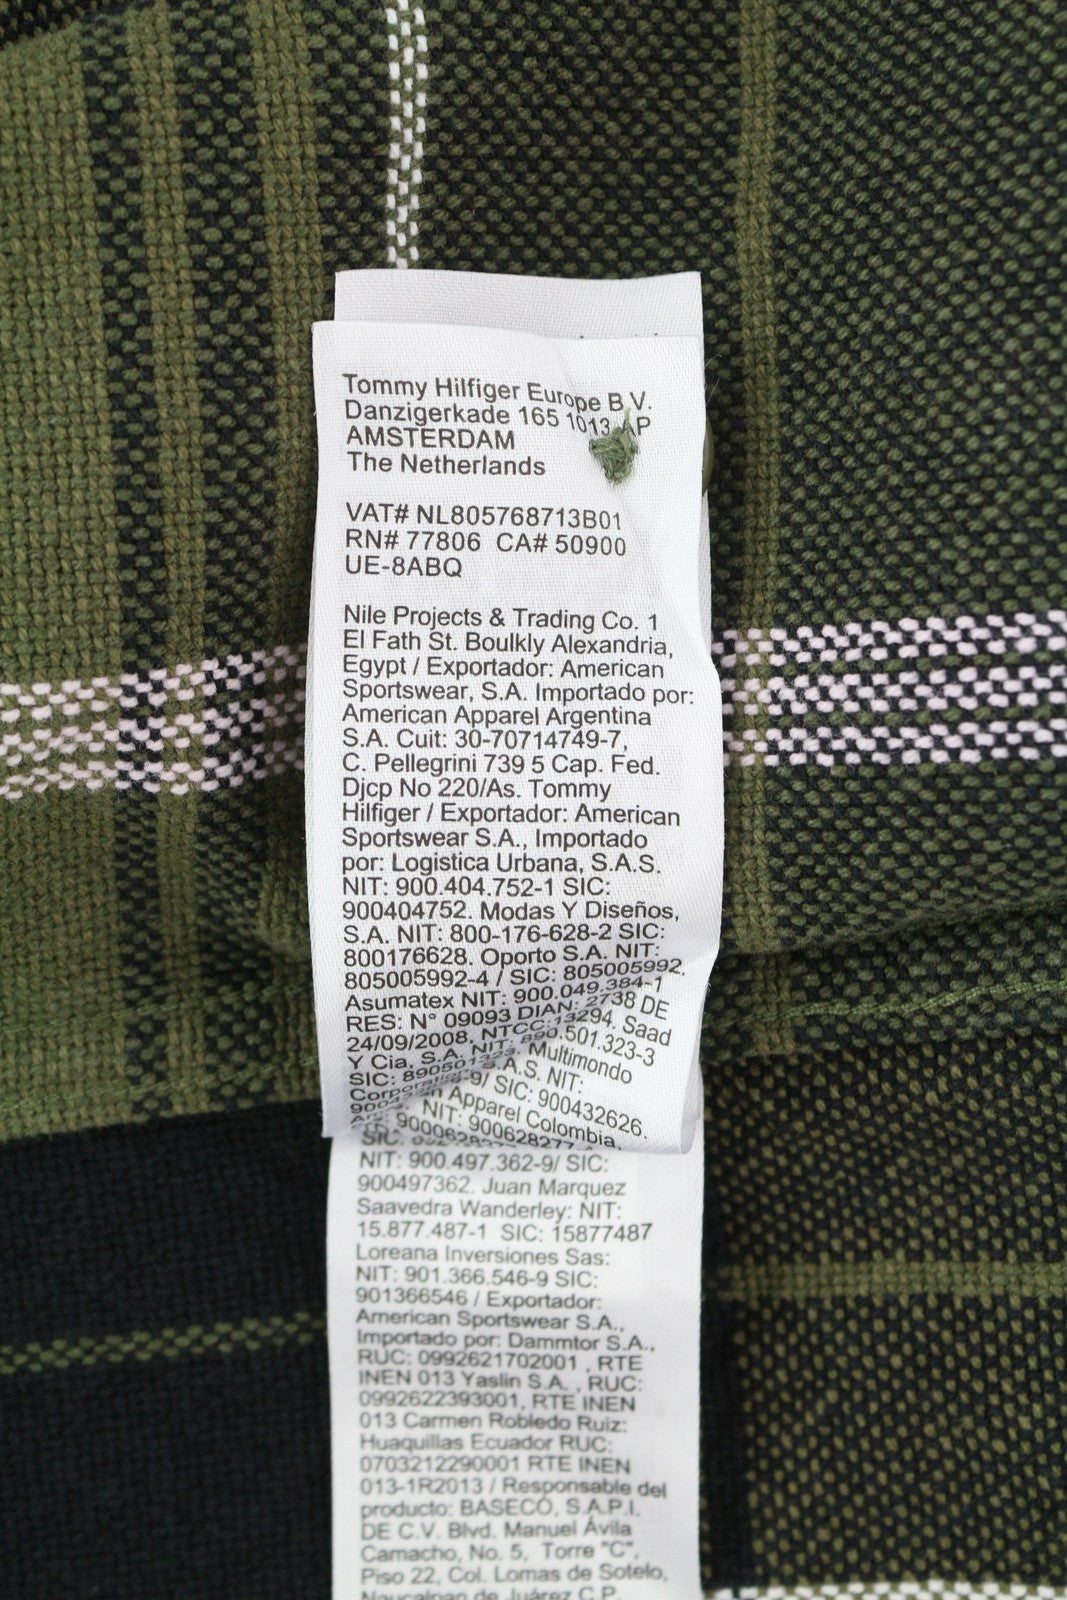 Tommy Hilfiger Europe B.V.
Danzigerkade 165 1013 AP
AMSTERDAM
The Netherlands
VAT# NL805768713B01
RN# 77806 CA# 50900
UE-8ABQ
Nile Projects & Trading Co. 1
El Fath St. Boulkly Alexandria,
Egypt / Exportador: American
Sportswear, S.A. Importado por:
American Apparel Argentina
S.A. Cuit: 30-70714749-7,
C. Pellegrini 739 5 Cap. Fed.
Djcp No 220/As. Tommy
Hilfiger / Exportador: American
Sportswear S.A., Importado
por: Logistica Urbana, S.A.S.
NIT: 900.404.752-1 SIC:
900404752. Modas Y Diseños,
S.A. NIT: 800-176-628-2 SIC:
800176628. Oporto S.A. NIT:
805005992-4 / SIC: 805005992.
Asumatex NIT: 900.049.384-1
RES: N° 09093 DIAN: 2738 DE
24/09/2008, NTCC:13294. Saad
Y Cia, S.A. NIT: 890.501.323-3
SIC: 890501323. Multimondo
S.A.S. NIT:
SIC: 900432626.
Apparel Colombia.
NIT: 900628277
NIT: 900.497.362-9/ SIC:
900497362. Juan Marquez
Saavedra Wanderley: NIT:
15.877.487-1 SIC: 15877487
Loreana Inversiones Sas:
NIT: 901.366.546-9 SIC:
901366546 / Exportador:
American Sportswear S.A.,
Importado por: Dammtor S.A.,
RUC: 0992621702001 , RTE
INEN 013 Yaslin S.A. , RUC:
0992622393001, RTE INEN
013 Carmen Robledo Ruiz:
Huaquillas Ecuador RUC:
0703212290001 RTE INEN
013-1R2013 / Responsable del
producto: BASECO, S.A.P.I.
DE C.V. Blvd. Manuel Ávila
Camacho, No. 5, Torre "C",
Piso 22, Col. Lomas de Sotelo,
Naucalpan de Juárez C.P.